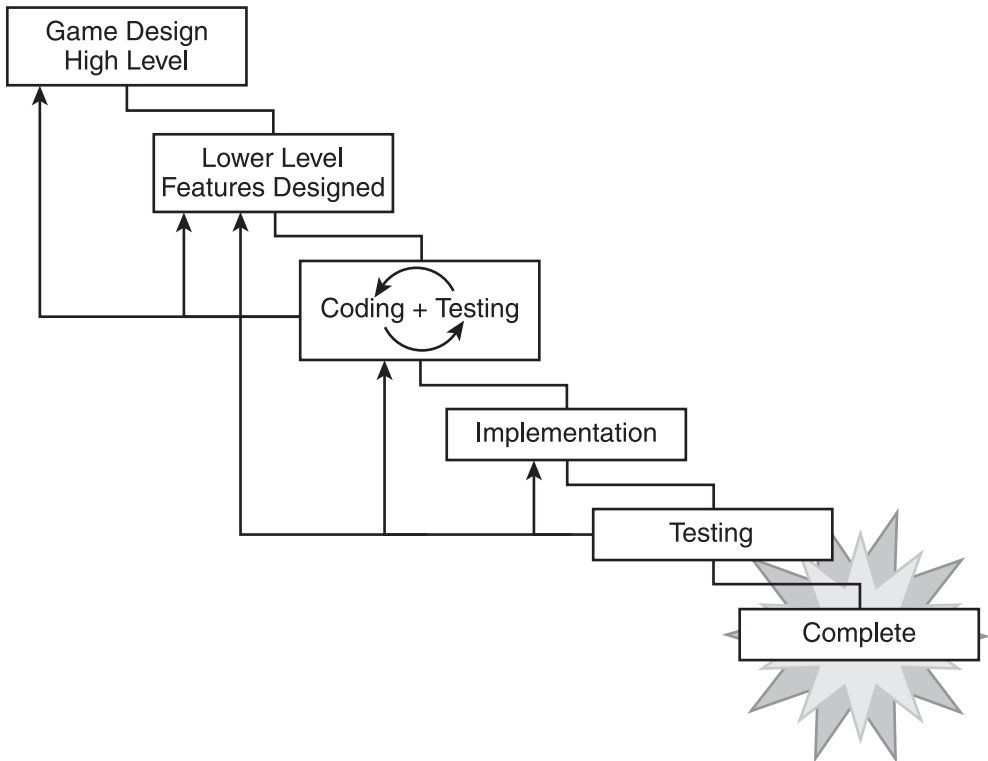 Game Design
High Level
Lower Level
Features Designed
Coding + Testing
Implementation
Testing
Complete